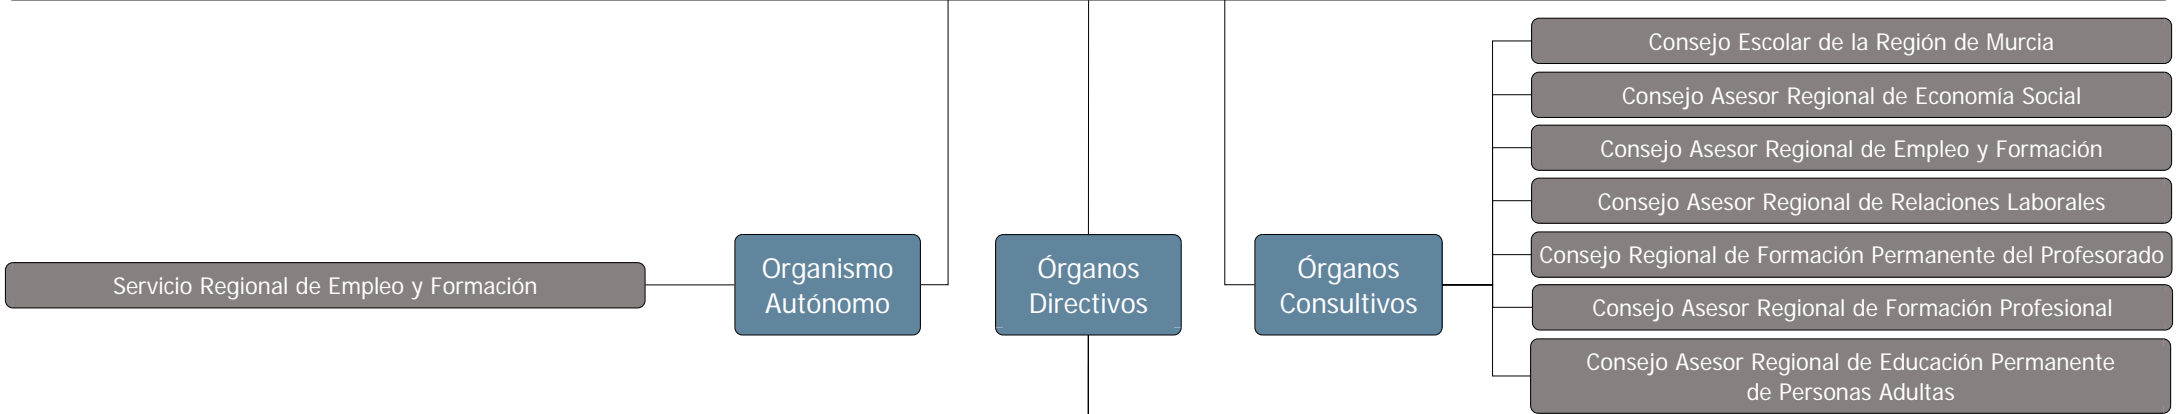 Consejo Escolar de la Región de Murcia
Consejo Asesor Regional de Economía Social
Consejo Asesor Regional de Empleo y Formación
Consejo Asesor Regional de Relaciones Laborales
Consejo Regional de Formación Permanente del Profesorado
Consejo Asesor Regional de Formación Profesional
Consejo Asesor Regional de Educación Permanente
de Personas Adultas
Servicio Regional de Empleo y Formación
Organismo
Autónomo
Órganos
Directivos
Órganos
Consultivos